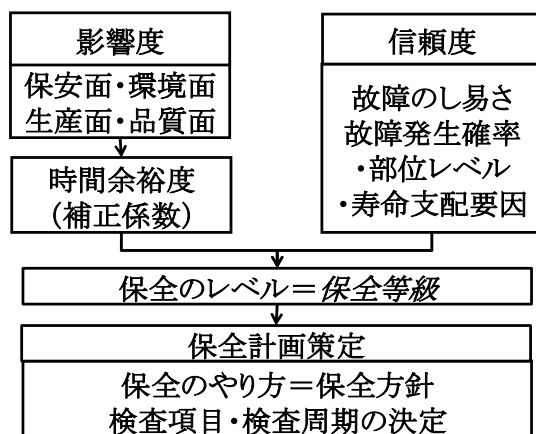 影響度
保安面・環境面
生産面・品質面
時間余裕度
(補正係数)
信頼度
故障のし易さ
故障発生確率
・部位レベル
・寿命支配要因
保全のレベル＝保全等級
保全計画策定
保全のやり方＝保全方針
検査項目・検査周期の決定